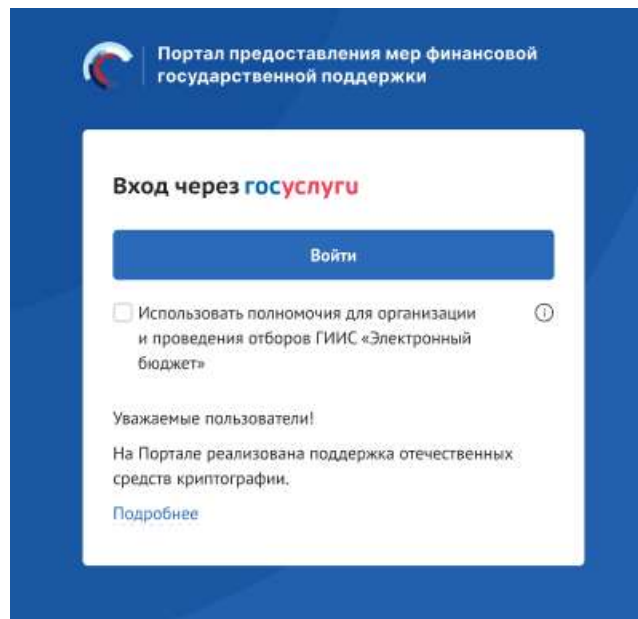 Портал предоставления мер финансовой
государственной поддержки
Вход через госуслуги
Войти
Использовать полномочия для организации
и проведения отборов ГИИС «Электронный
бюджет»
Уважаемые пользователи!
На Портале реализована поддержка отечественных
средств криптографии.
Подробнее